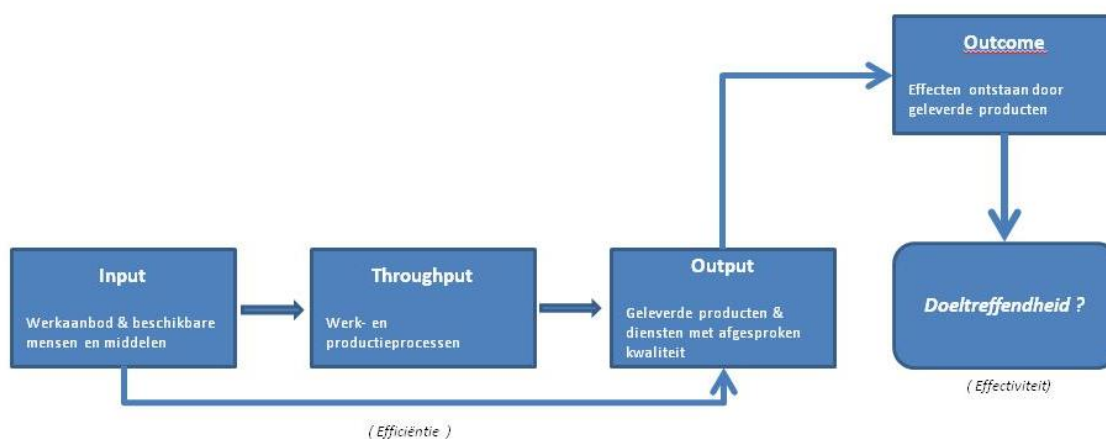 Outcome
Effecten ontstaan door
geleverde producten
Input
Werkaanbod & beschikbare
mensen en middelen
Throughput
Werk- en
productieprocessen
Output
Geleverde producten &
diensten met afgesproken
kwaliteit
Doeltreffendheid ?
( Effectiviteit)
( Efficiëntie )